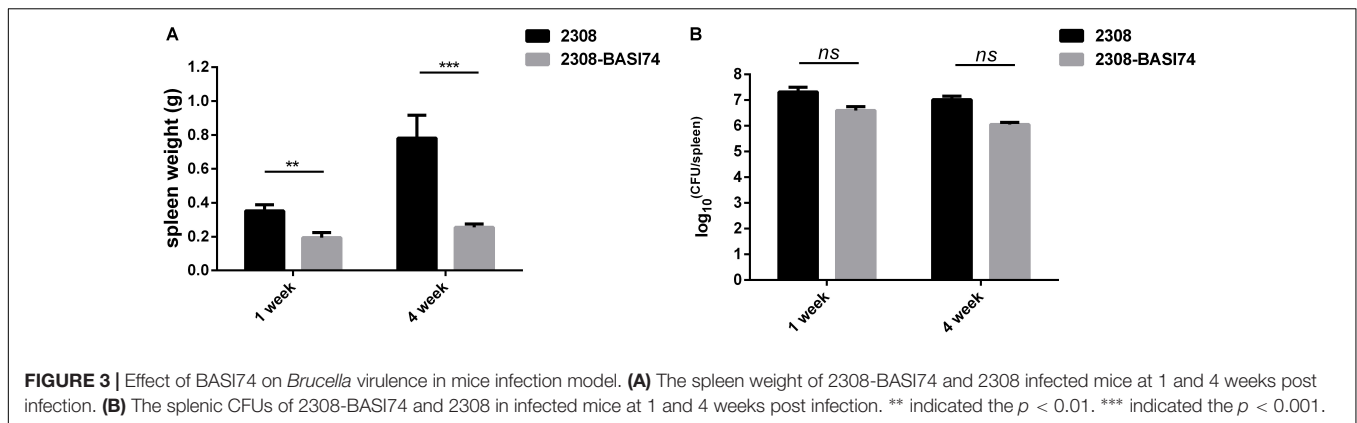 A
2308
2308-BASI74
spleen weight (g)
1.2
1.0
0.8
0.6
0.4
0.2
0.0
**
***
1 week
4 week
B
2308
2308-BASI74
log10(CFU/spleen)
8
7
6
5
4
3
2
1
0
ns
ns
1 week
4 week
FIGURE 3 | Effect of BASI74 on Brucella virulence in mice infection model. (A) The spleen weight of 2308-BASI74 and 2308 infected mice at 1 and 4 weeks post
infection. (B) The splenic CFUs of 2308-BASI74 and 2308 in infected mice at 1 and 4 weeks post infection. ** indicated the p < 0.01. *** indicated the p < 0.001.